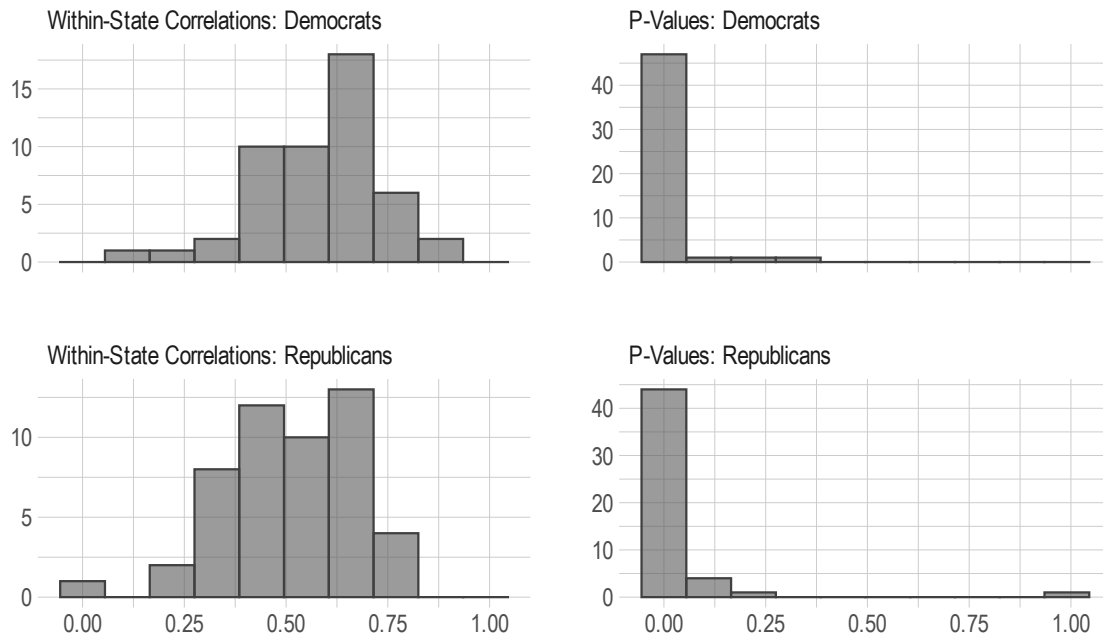 Within-State Correlations: Democrats
15
10
5
0
P-Values: Democrats
40
30
20
10
0
Within-State Correlations: Republicans
10
5
0
0.00 0.25 0.50 0.75 1.00
P-Values: Republicans
40
30
20
10
0
0.00 0.25 0.50 0.75 1.00